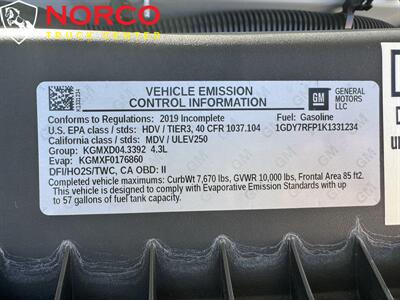 NORCO
TRUCK CENTER
VEHICLE EMISSION
CONTROL INFORMATION
GM
GENERAL
MOTORS
LLC
Conforms to Regulations: 2019 Incomplete
Fuel: Gasoline
U.S. EPA class / stds: HDV / TIER3, 40 CFR 1037.104
1GDY7RFP1K1331234
California class / stds: MDV / ULEV250
Group: KGMXD04.3392 4.3L
Evap: KGMXF0176860
DFI/HO2S/TWC, CA OBD: II
Completed vehicle maximums: CurbWt 7,670 lbs, GVWR 10,000 lbs, Frontal Area 85 ft2.
This vehicle is designed to comply with Evaporative Emission Standards with up
to 57 gallons of fuel tank capacity.
K1331234